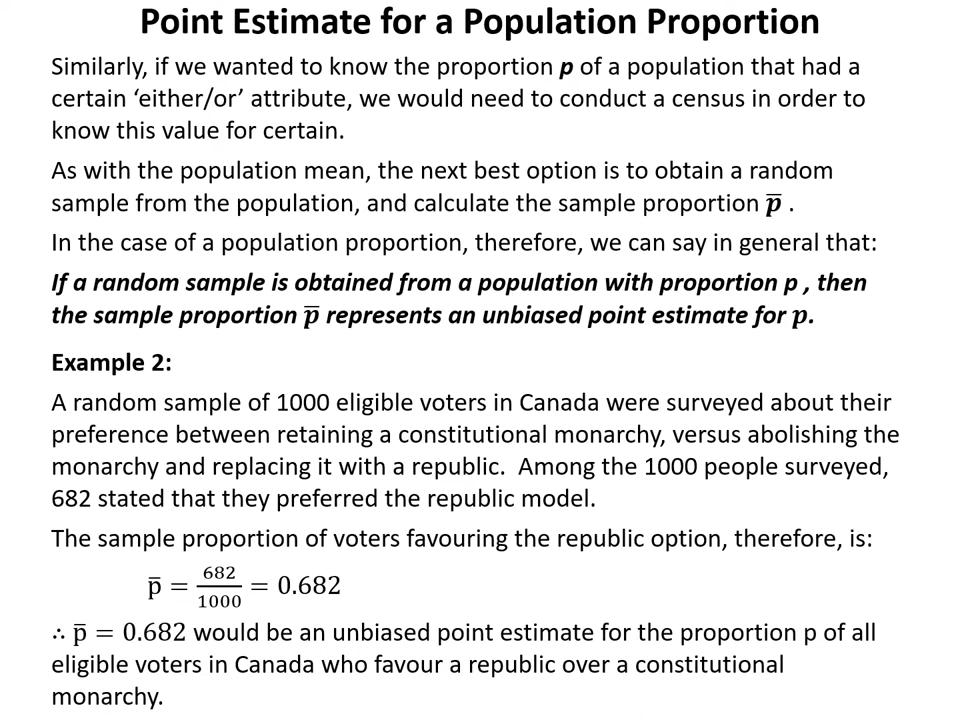 Point Estimate for a Population Proportion
Similarly, if we wanted to know the proportion p of a population that had a
certain ‘either/or’ attribute, we would need to conduct a census in order to
know this value for certain.
As with the population mean, the next best option is to obtain a random
sample from the population, and calculate the sample proportion p̅ .
In the case of a population proportion, therefore, we can say in general that:
If a random sample is obtained from a population with proportion p , then
the sample proportion p̅ represents an unbiased point estimate for p.
Example 2:
A random sample of 1000 eligible voters in Canada were surveyed about their
preference between retaining a constitutional monarchy, versus abolishing the
monarchy and replacing it with a republic.  Among the 1000 people surveyed,
682 stated that they preferred the republic model.
The sample proportion of voters favouring the republic option, therefore, is:
p̅ = 682/1000 = 0.682
∴ p̅ = 0.682 would be an unbiased point estimate for the proportion p of all
eligible voters in Canada who favour a republic over a constitutional
monarchy.